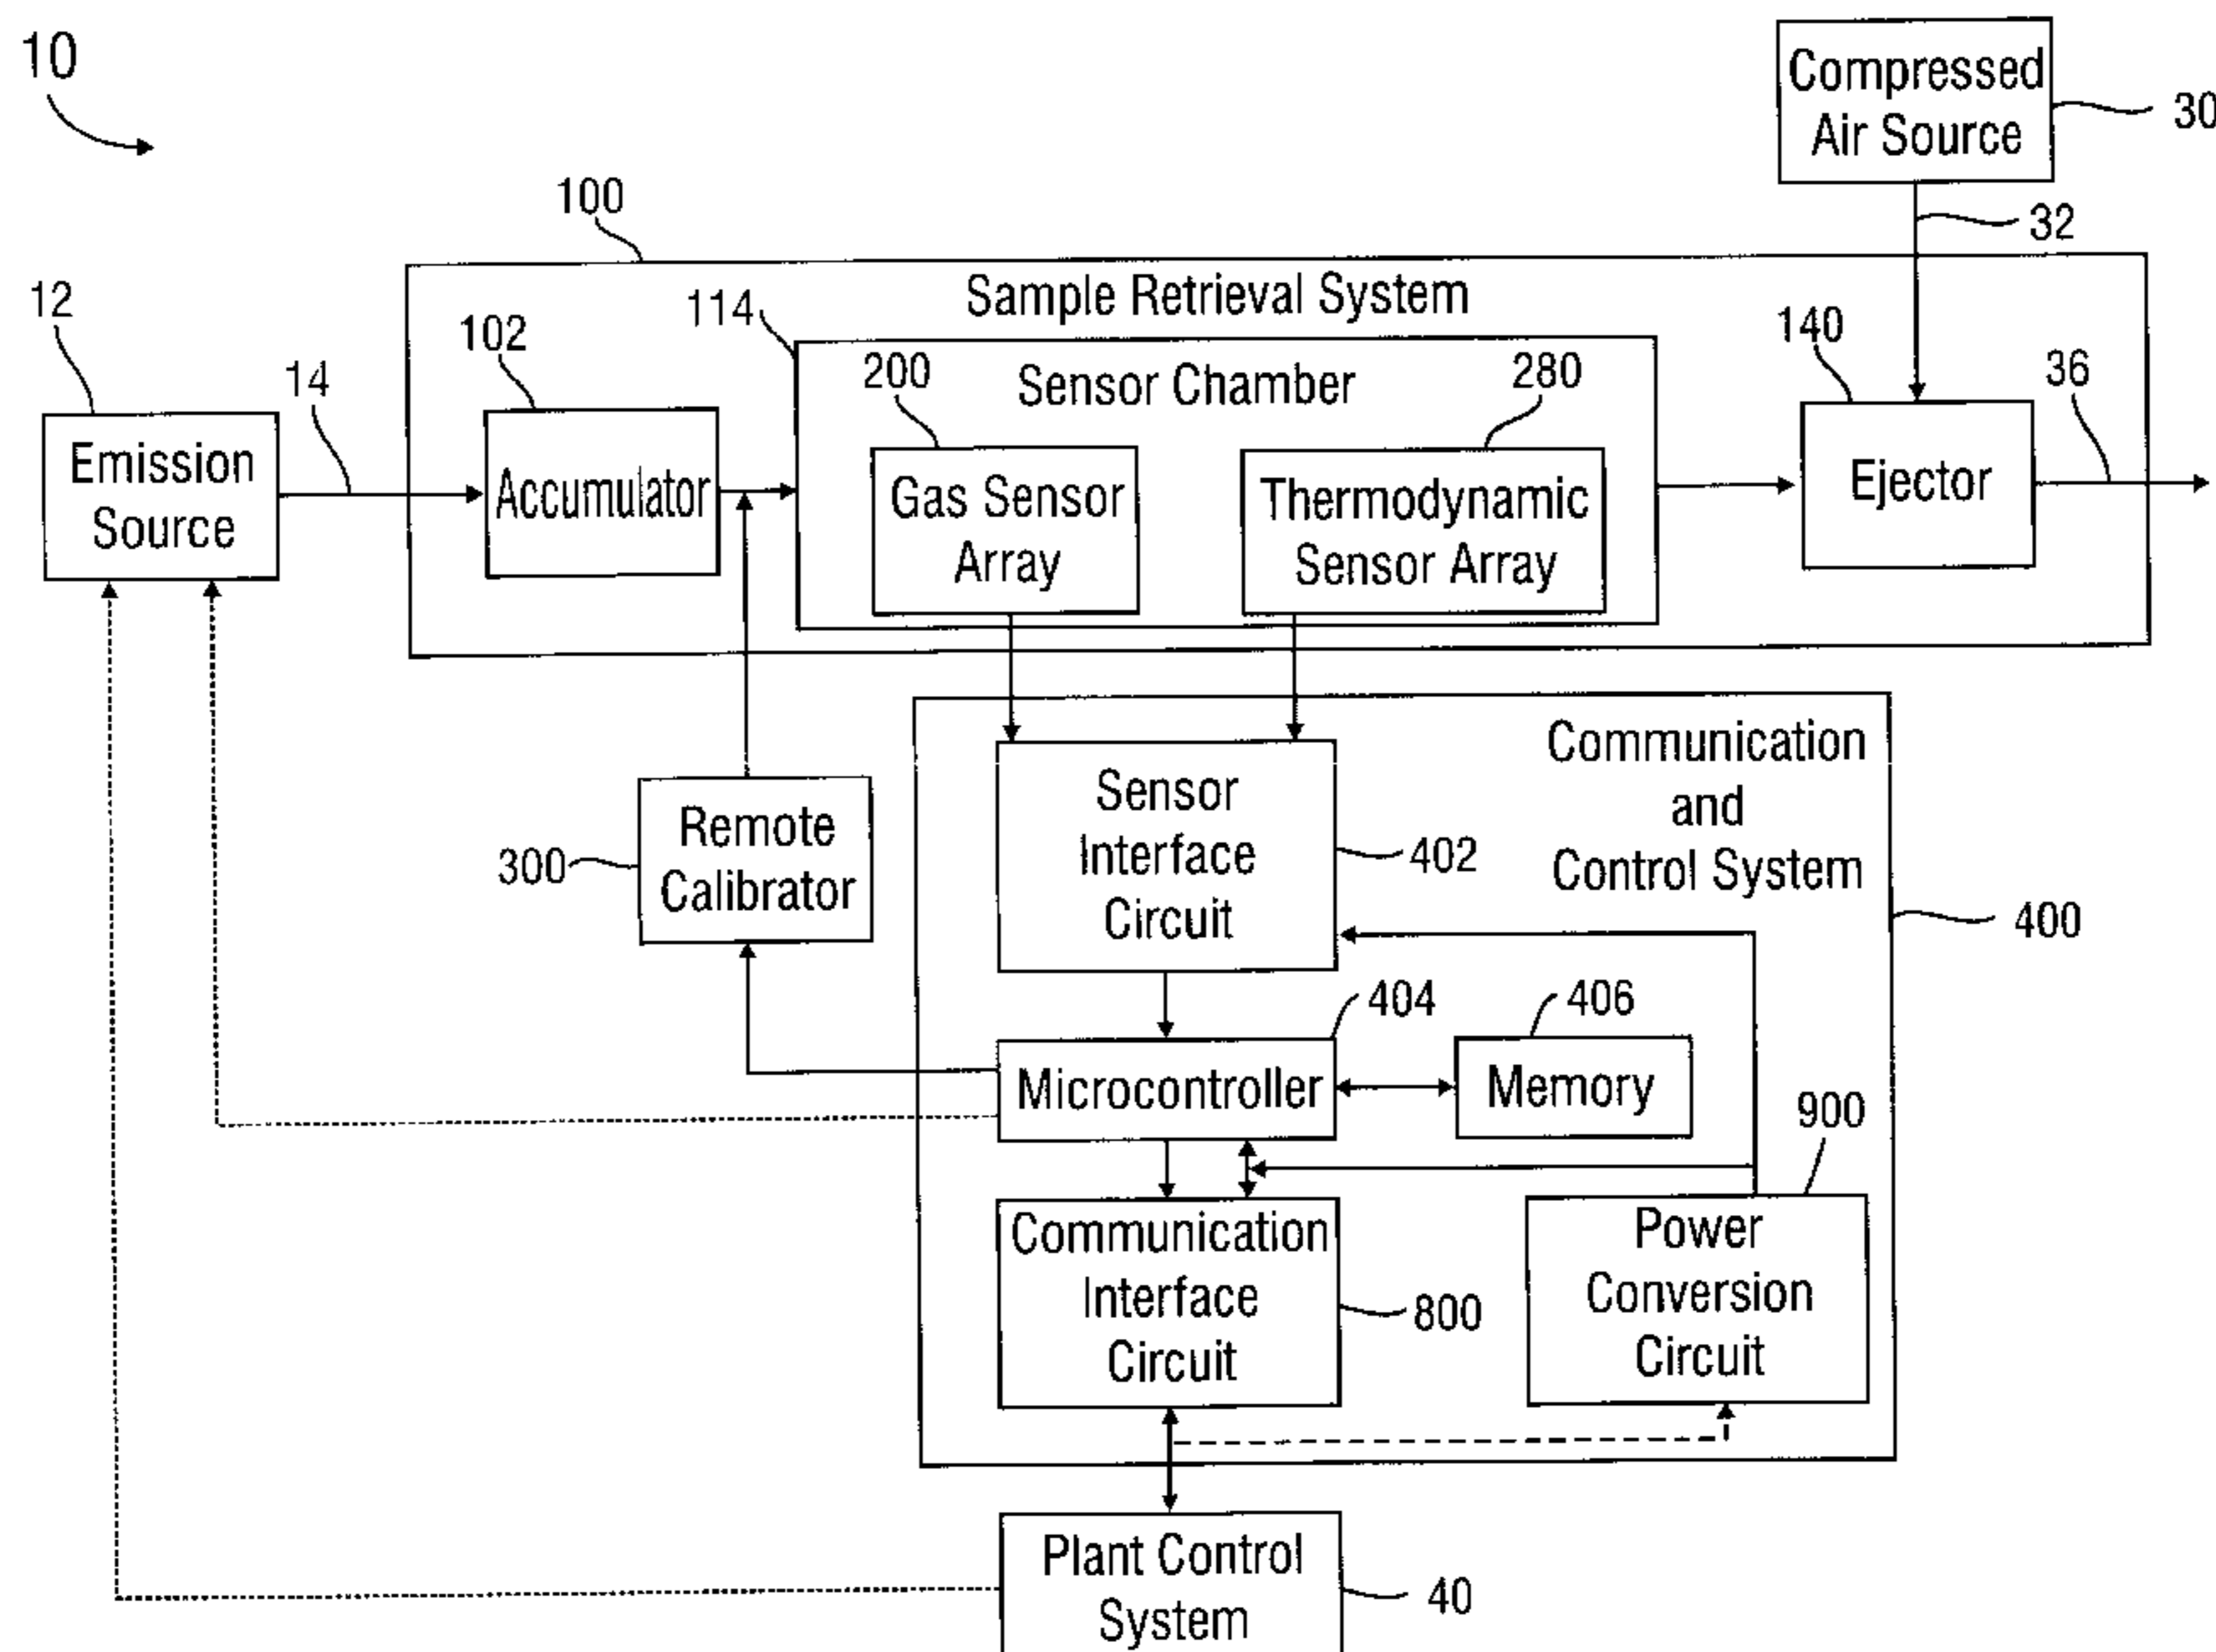 10
Compressed
Air Source
30
32
100
Sample Retrieval System
12
14
102
114
200
Sensor Chamber
280
140
36
Emission
Source
Accumulator
Gas Sensor
Array
Thermodynamic
Sensor Array
Ejector
Communication
and
Control System
400
Sensor
Interface
Circuit
402
300
Remote
Calibrator
404
406
Microcontroller
Memory
900
Communication
Interface
Circuit
800
Power
Conversion
Circuit
Plant Control
System
40